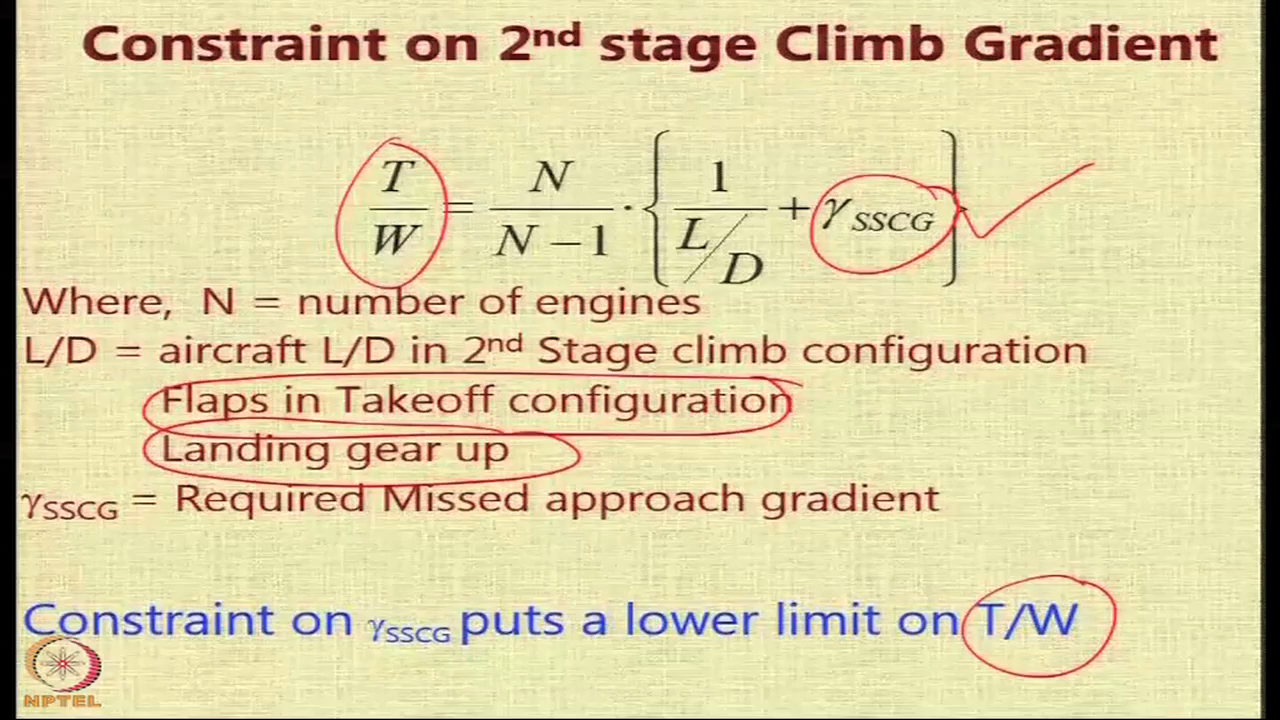 Constraint on 2nd stage Climb Gradient
T/W = N/(N−1) · { 1/(L/D) + γSSCG }
Where, N = number of engines
L/D = aircraft L/D in 2nd Stage climb configuration
Flaps in Takeoff configuration
Landing gear up
γSSCG = Required Missed approach gradient
Constraint on γSSCG puts a lower limit on T/W
NPTEL